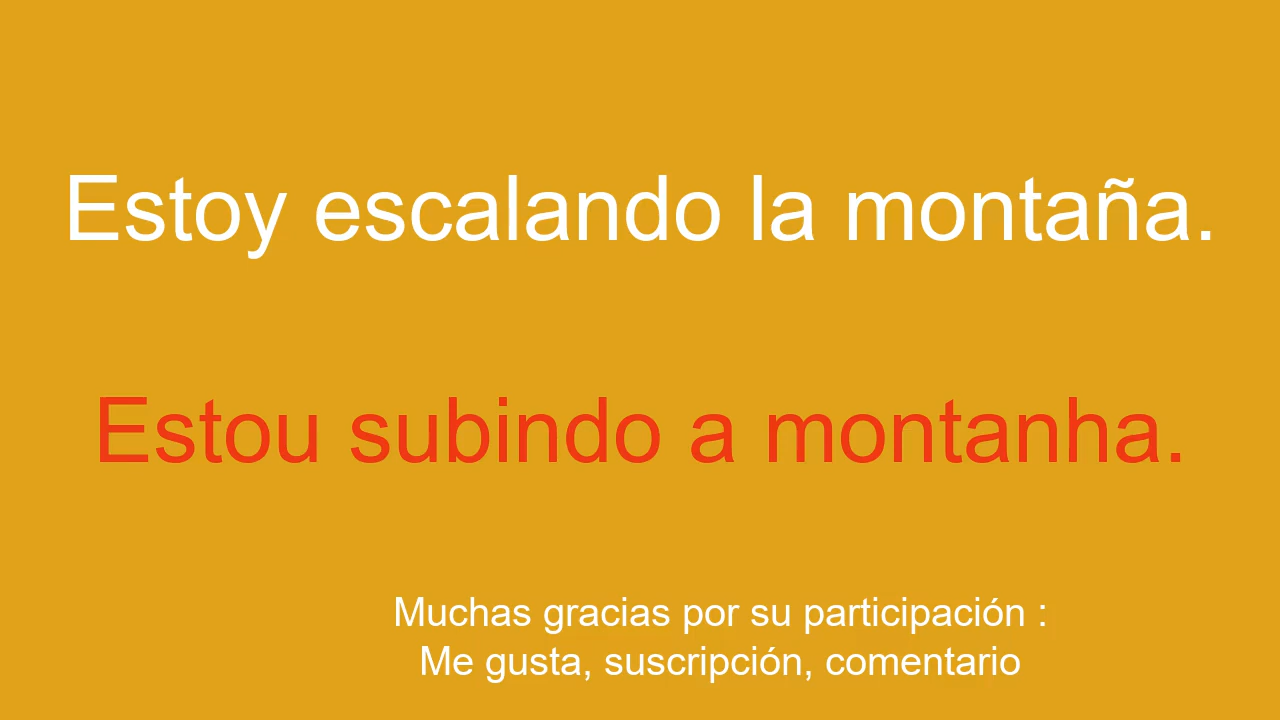 Estoy escalando la montaña.
Estou subindo a montanha.
Muchas gracias por su participación :
Me gusta, suscripción, comentario